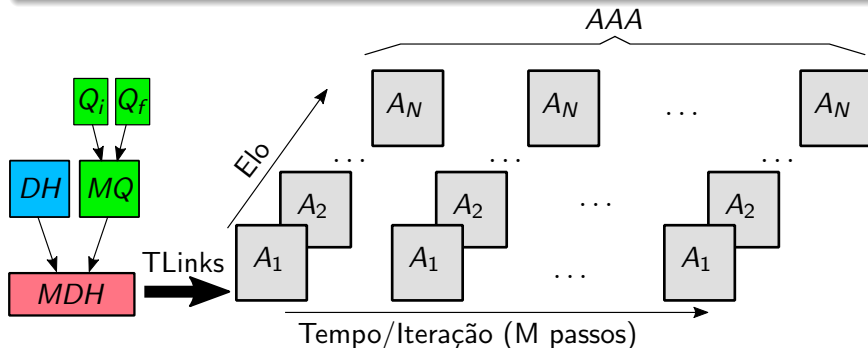 AAA
Q_i Q_f
A_N A_N ... A_N
Elo
... ... ...
DH MQ
A_2 A_2 ... A_2
TLinks
A_1 A_1 ... A_1
MDH
Tempo/Iteração (M passos)